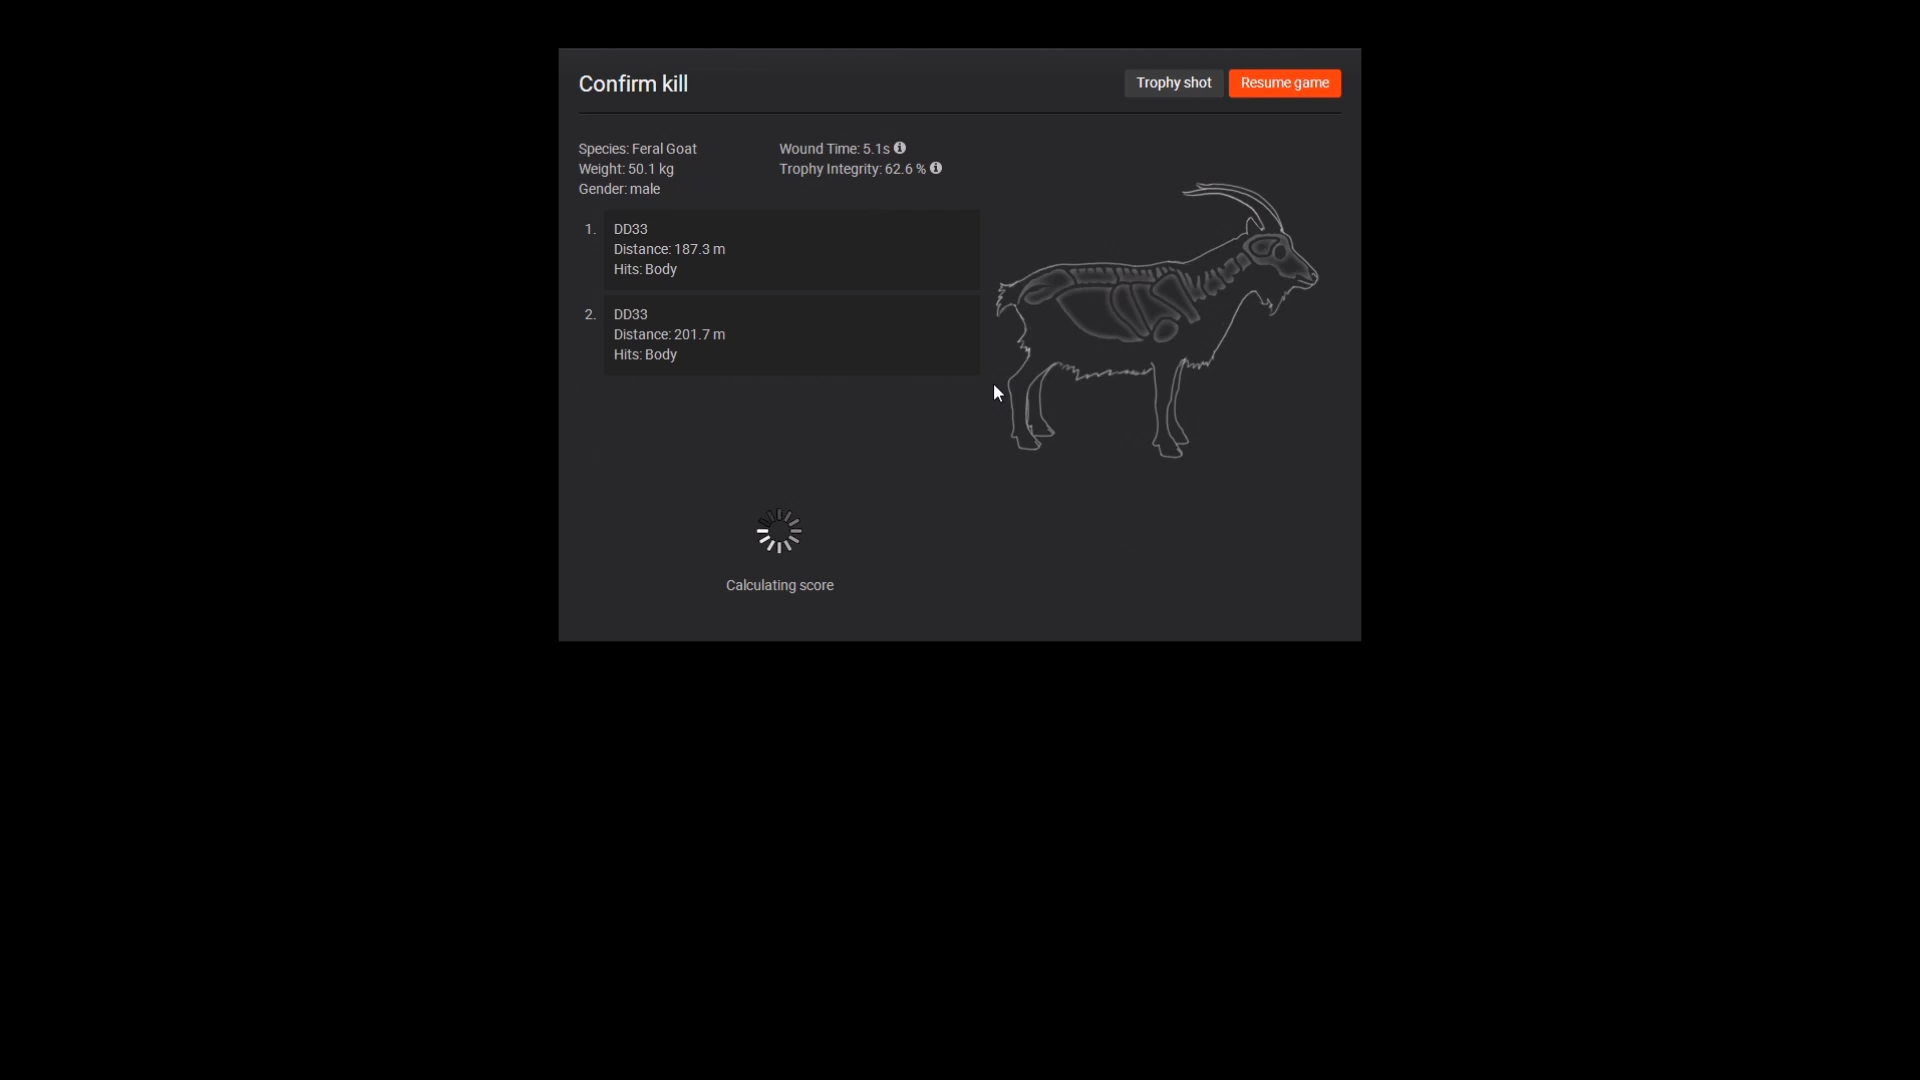 Confirm kill
Trophy shot
Resume game
Species: Feral Goat
Weight: 50.1 kg
Gender: male
Wound Time: 5.1s
Trophy Integrity: 62.6 %
1.
DD33
Distance: 187.3 m
Hits: Body
2.
DD33
Distance: 201.7 m
Hits: Body
Calculating score